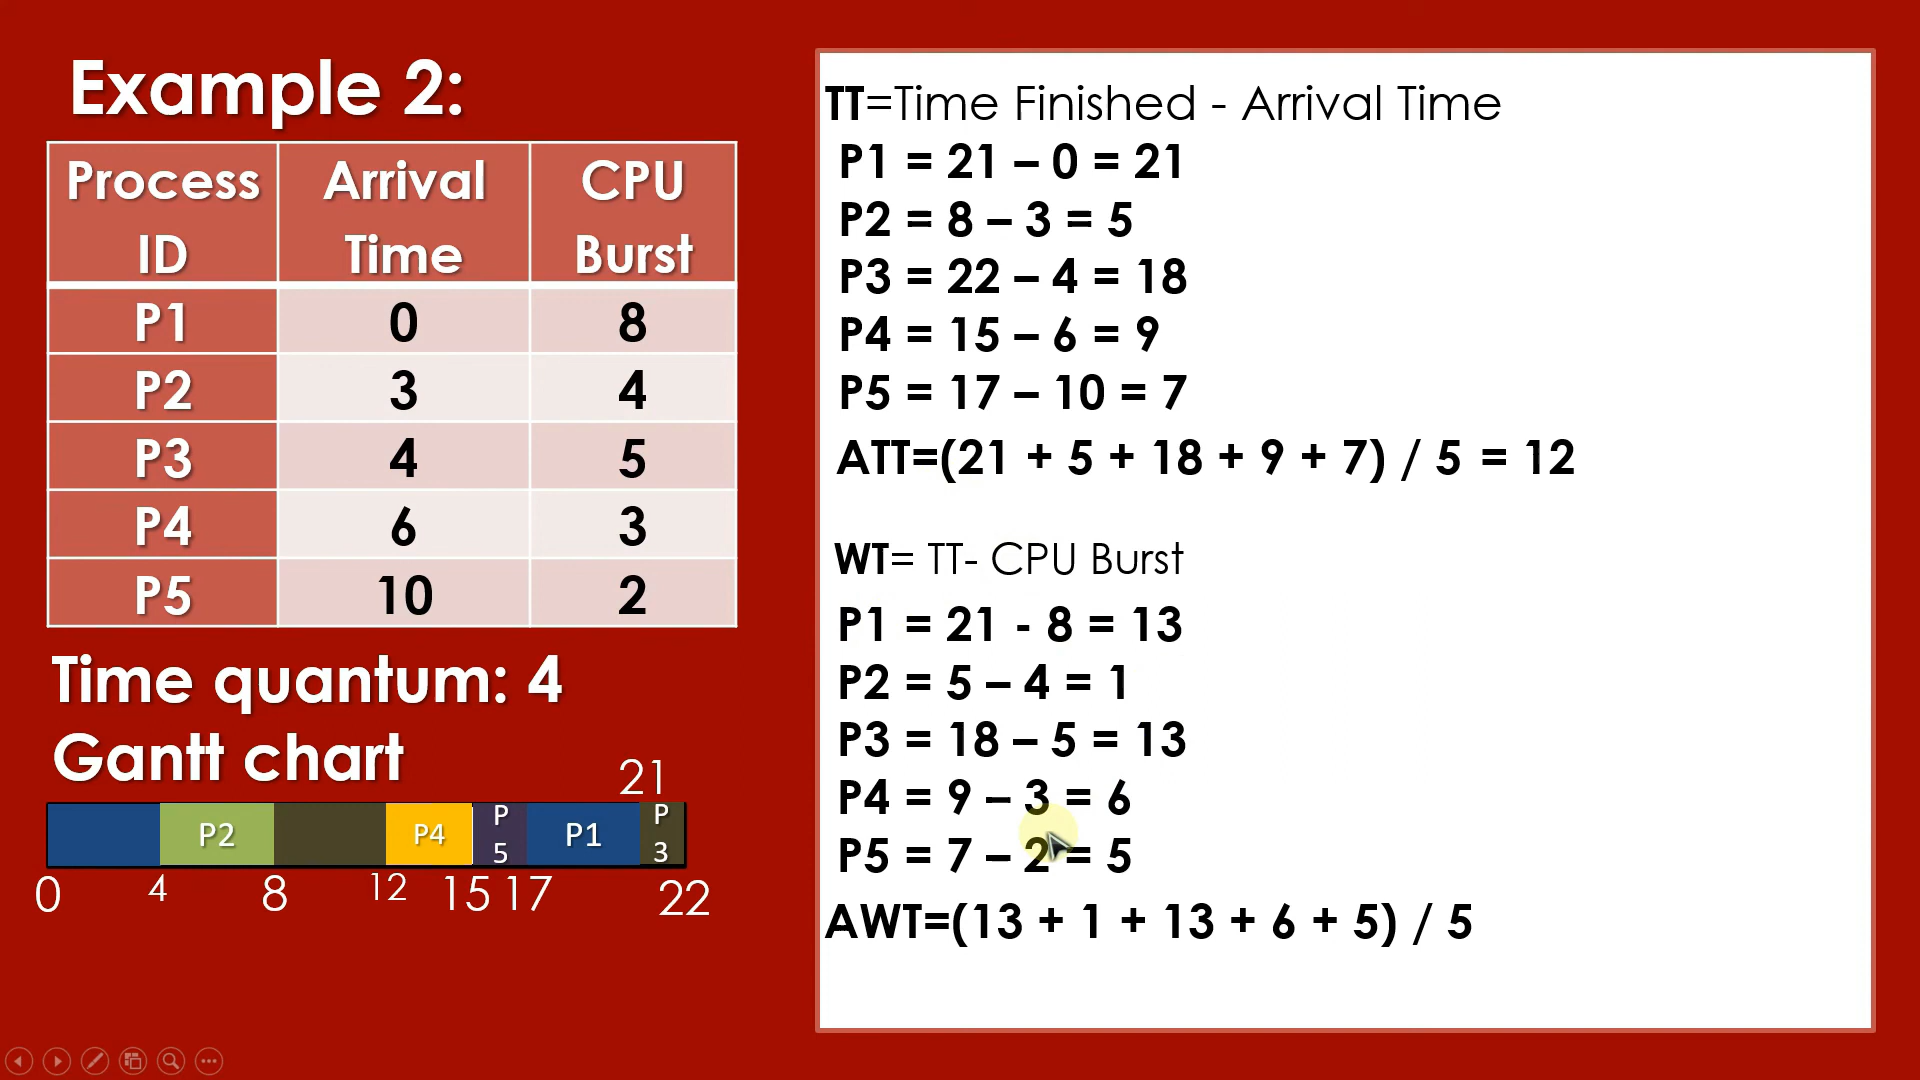 Example 2:
Process ID Arrival Time CPU Burst
P1 0 8
P2 3 4
P3 4 5
P4 6 3
P5 10 2
Time quantum: 4
Gantt chart
21
P2 P4 P5 P1 P3
0 4 8 12 15 17 22
TT=Time Finished - Arrival Time
P1 = 21 – 0 = 21
P2 = 8 – 3 = 5
P3 = 22 – 4 = 18
P4 = 15 – 6 = 9
P5 = 17 – 10 = 7
ATT=(21 + 5 + 18 + 9 + 7) / 5 = 12
WT= TT- CPU Burst
P1 = 21 - 8 = 13
P2 = 5 – 4 = 1
P3 = 18 – 5 = 13
P4 = 9 – 3 = 6
P5 = 7 – 2 = 5
AWT=(13 + 1 + 13 + 6 + 5) / 5